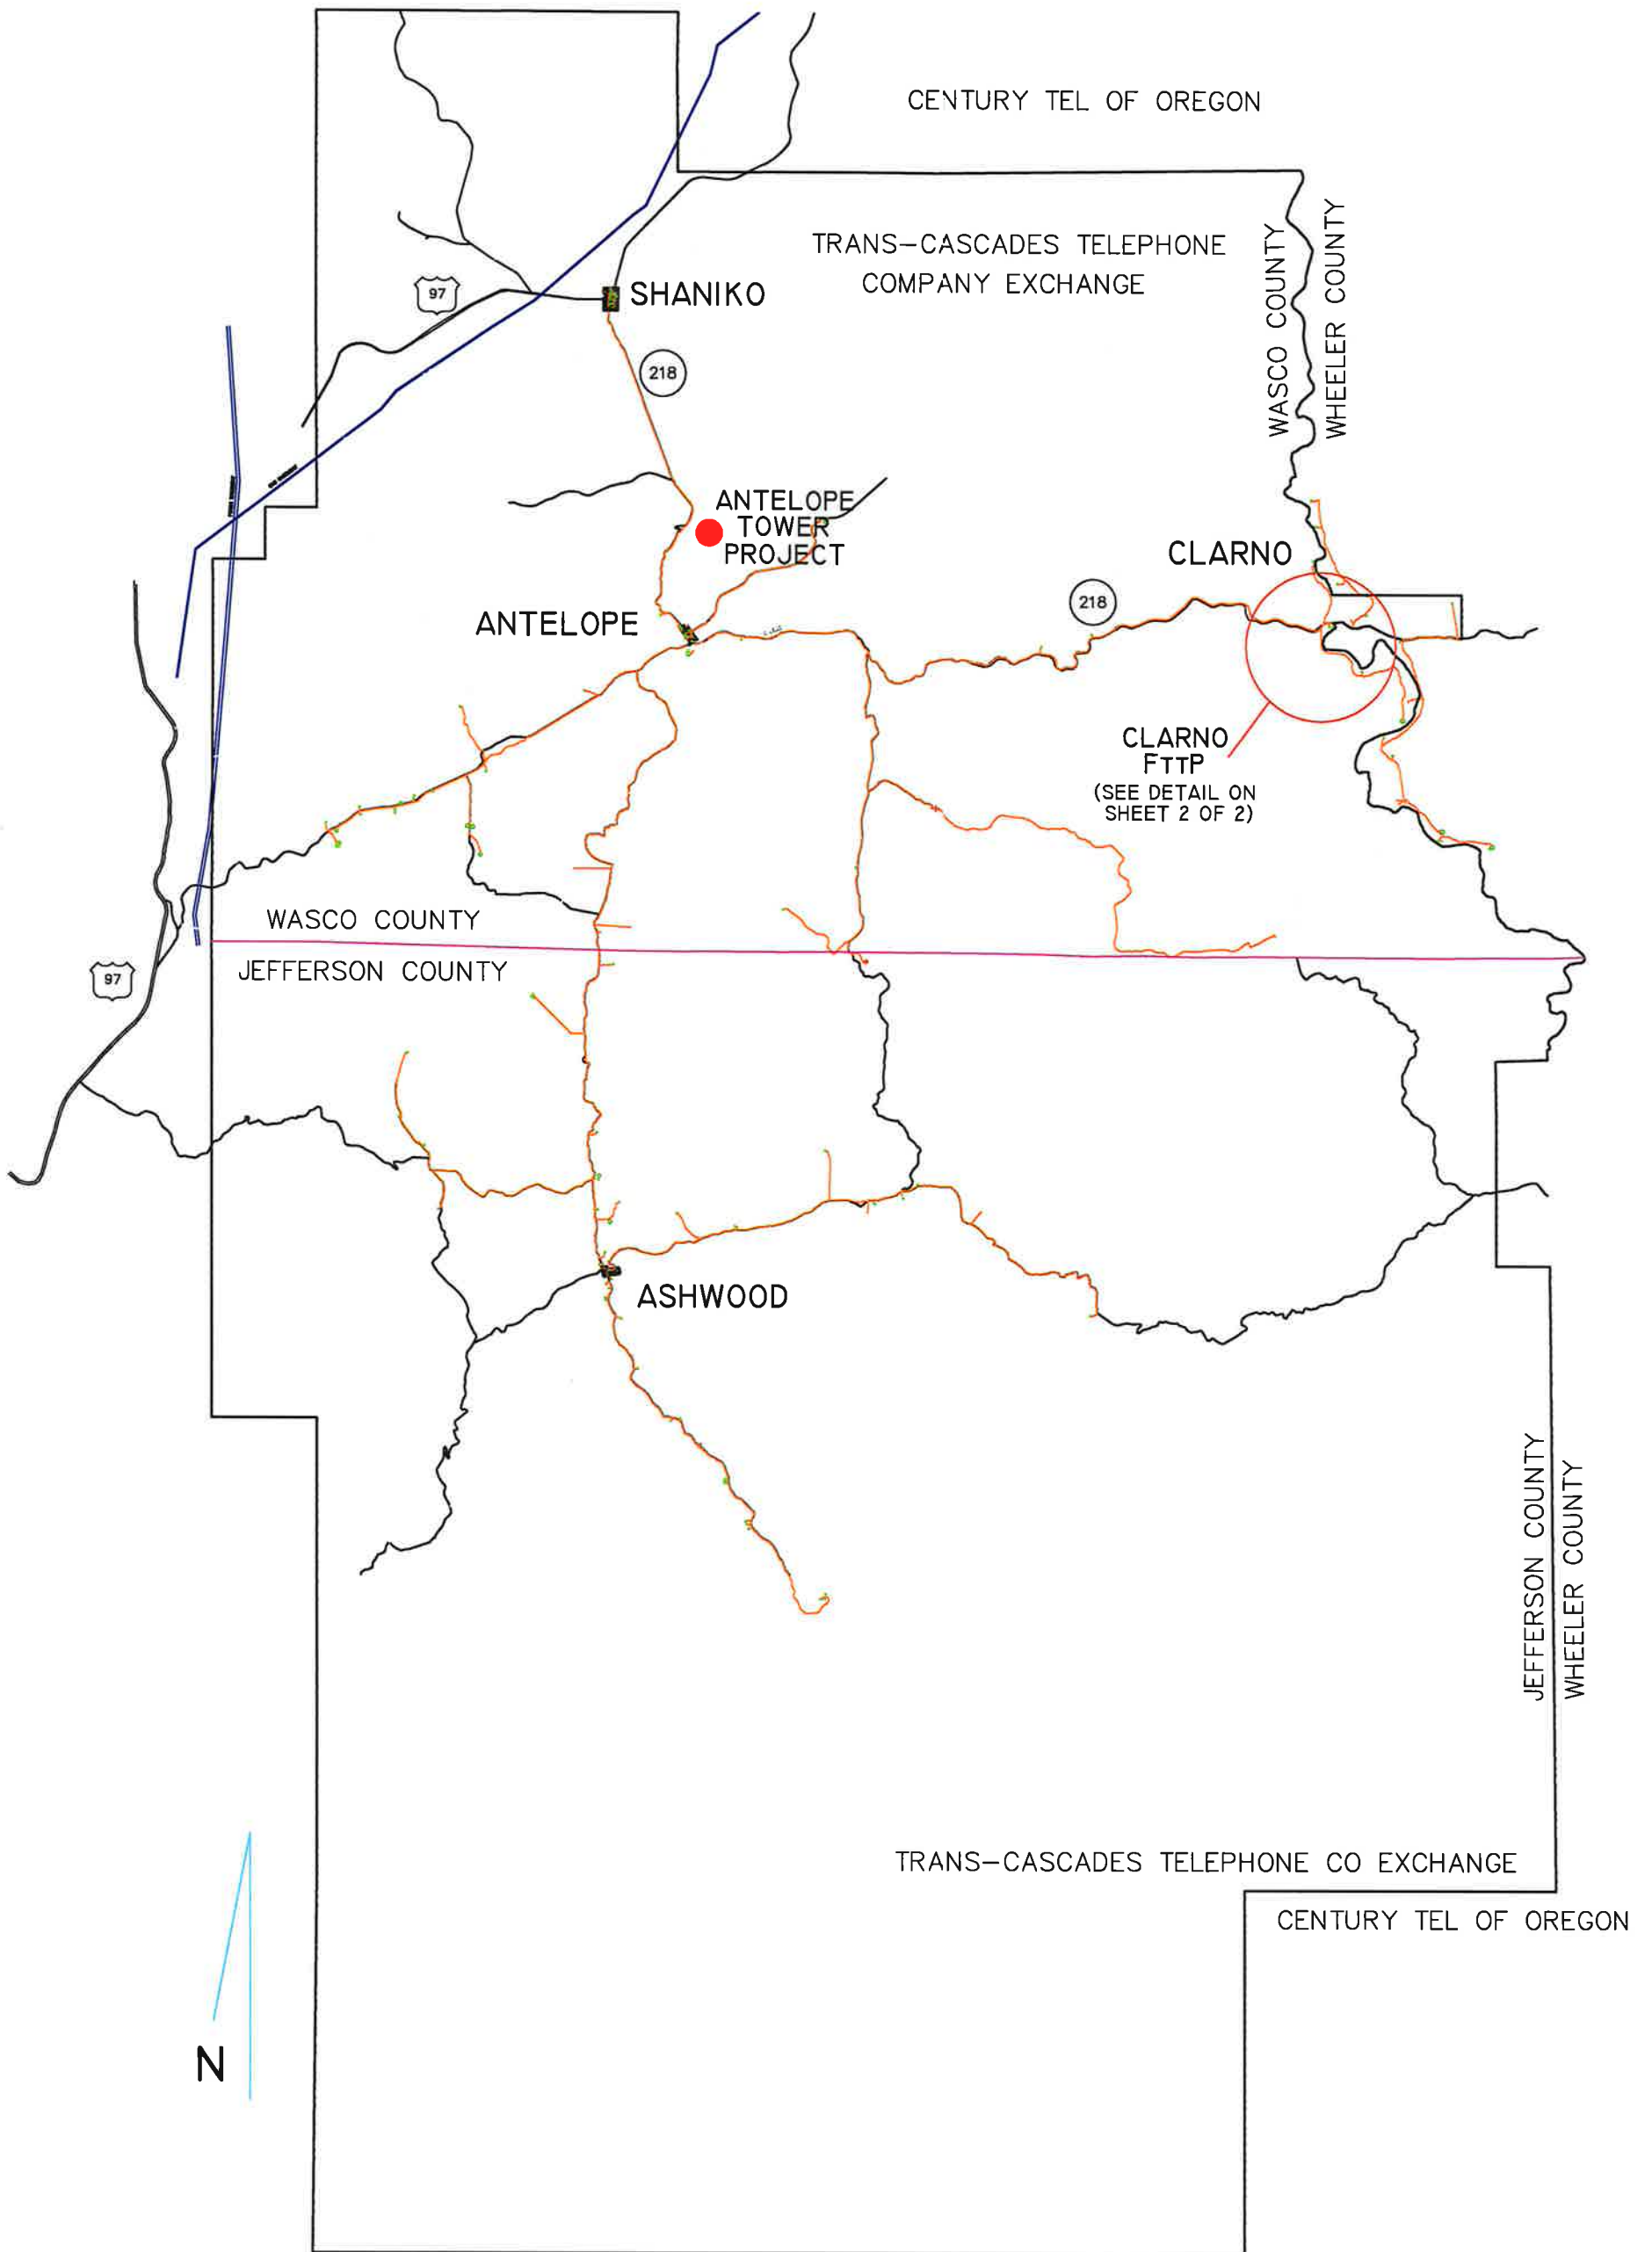 CENTURY TEL OF OREGON
TRANS-CASCADES TELEPHONE
COMPANY EXCHANGE
WASCO COUNTY
WHEELER COUNTY
97
SHANIKO
218
ANTELOPE
TOWER
PROJECT
CLARNO
218
ANTELOPE
CLARNO
FTTP
(SEE DETAIL ON
SHEET 2 OF 2)
WASCO COUNTY
JEFFERSON COUNTY
97
ASHWOOD
JEFFERSON COUNTY
WHEELER COUNTY
TRANS-CASCADES TELEPHONE CO EXCHANGE
CENTURY TEL OF OREGON
N